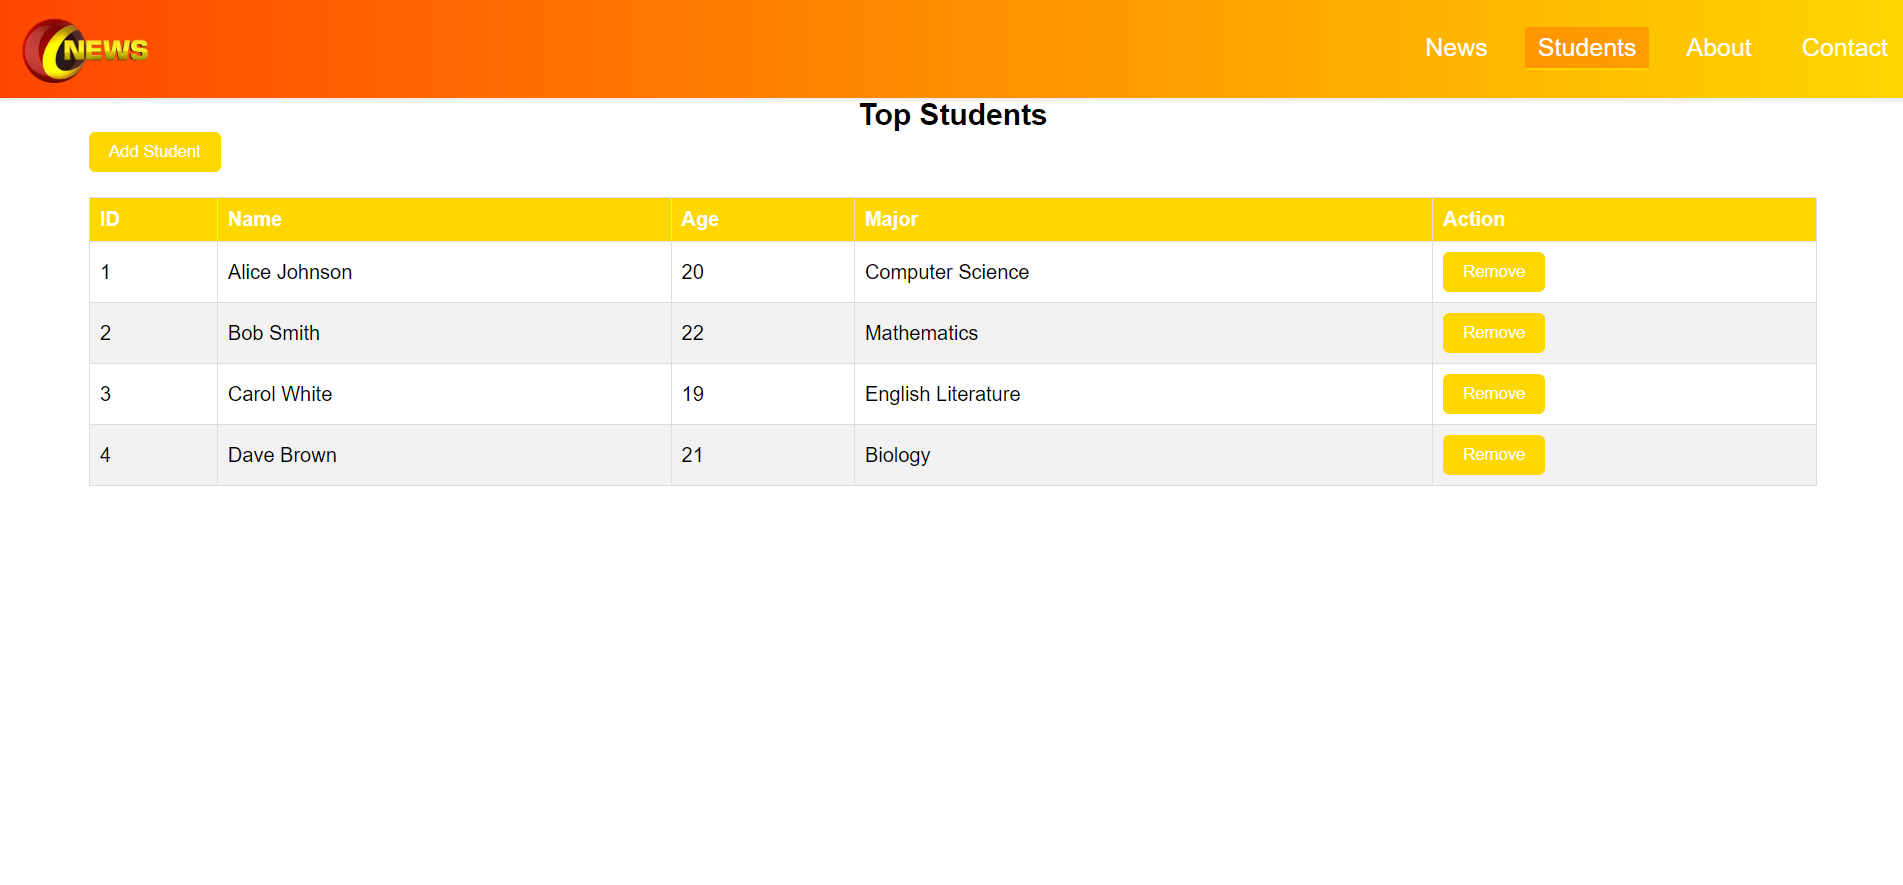 NEWS
News Students About Contact
Top Students
Add Student
ID Name Age Major Action
1 Alice Johnson 20 Computer Science Remove
2 Bob Smith 22 Mathematics Remove
3 Carol White 19 English Literature Remove
4 Dave Brown 21 Biology Remove